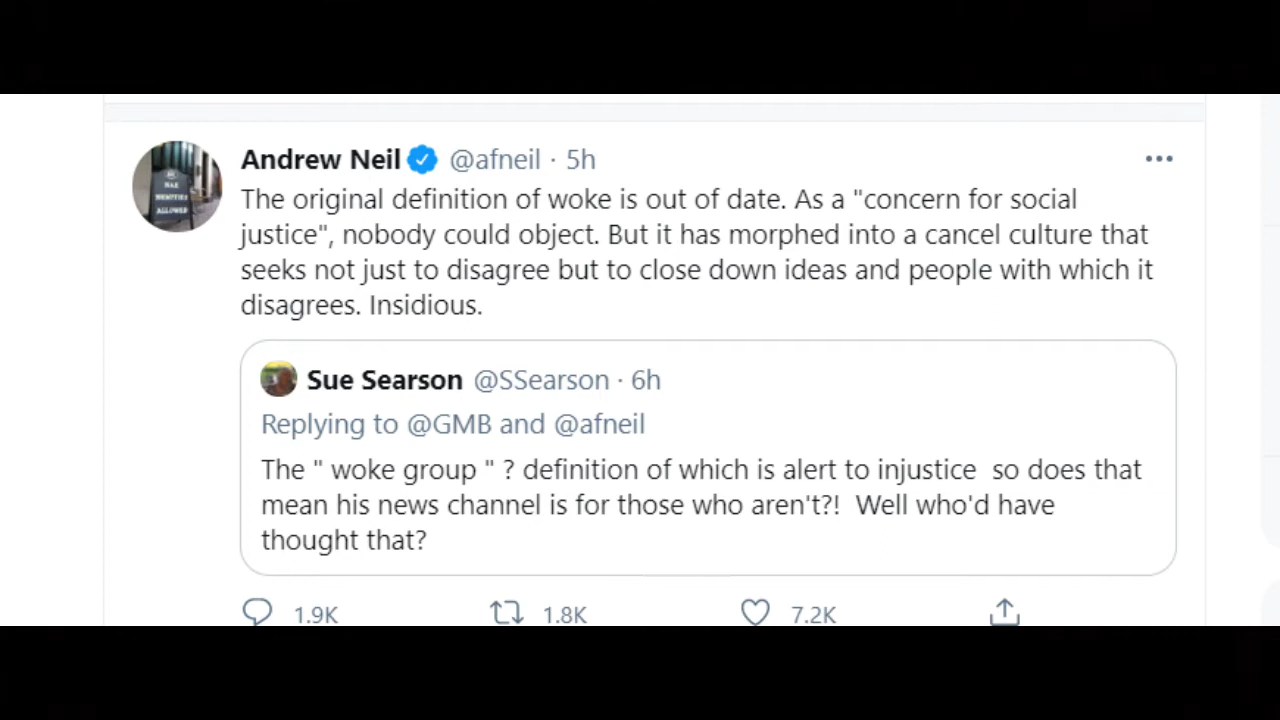 Andrew Neil @afneil · 5h
The original definition of woke is out of date. As a "concern for social
justice", nobody could object. But it has morphed into a cancel culture that
seeks not just to disagree but to close down ideas and people with which it
disagrees. Insidious.
Sue Searson @SSearson · 6h
Replying to @GMB and @afneil
The " woke group " ? definition of which is alert to injustice  so does that
mean his news channel is for those who aren't?!  Well who'd have
thought that?
1.9K 1.8K 7.2K